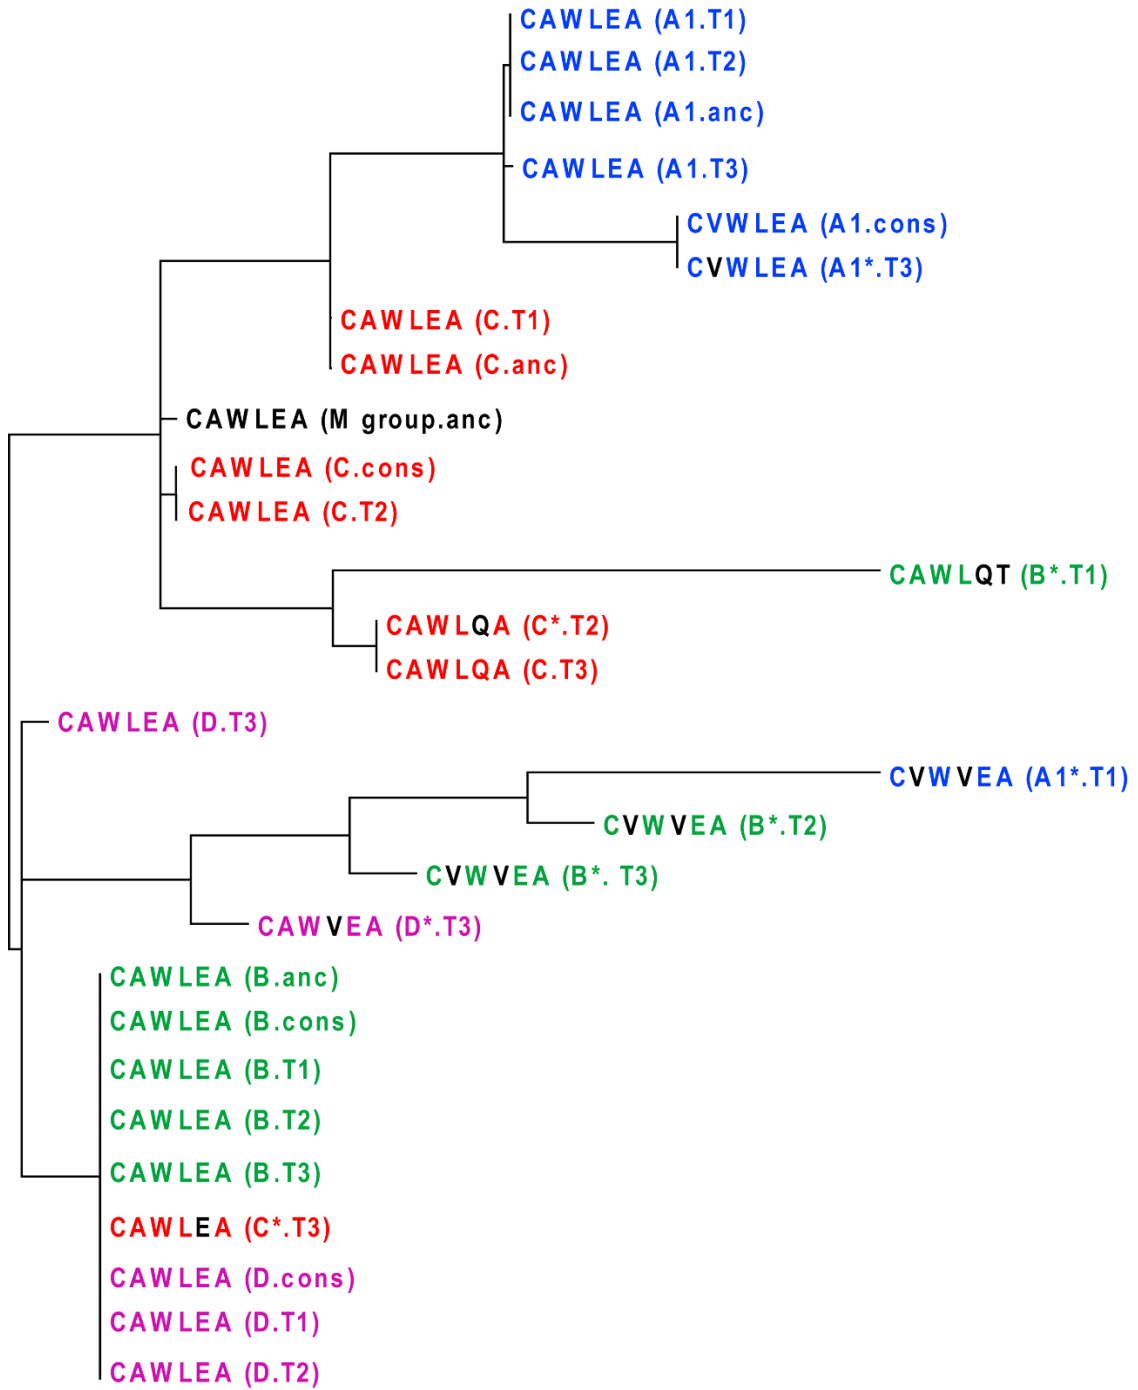 CAWLEA (A1.T1)
CAWLEA (A1.T2)
CAWLEA (A1.anc)
CAWLEA (A1.T3)
CVWLEA (A1.cons)
CVWLEA (A1*.T3)
CAWLEA (C.T1)
CAWLEA (C.anc)
CAWLEA (M group.anc)
CAWLEA (C.cons)
CAWLEA (C.T2)
CAWLQT (B*.T1)
CAWLQA (C*.T2)
CAWLQA (C.T3)
CAWLEA (D.T3)
CVWVEA (A1*.T1)
CVWVEA (B*.T2)
CVWVEA (B*. T3)
CAWVEA (D*.T3)
CAWLEA (B.anc)
CAWLEA (B.cons)
CAWLEA (B.T1)
CAWLEA (B.T2)
CAWLEA (B.T3)
CAWLEA (C*.T3)
CAWLEA (D.cons)
CAWLEA (D.T1)
CAWLEA (D.T2)